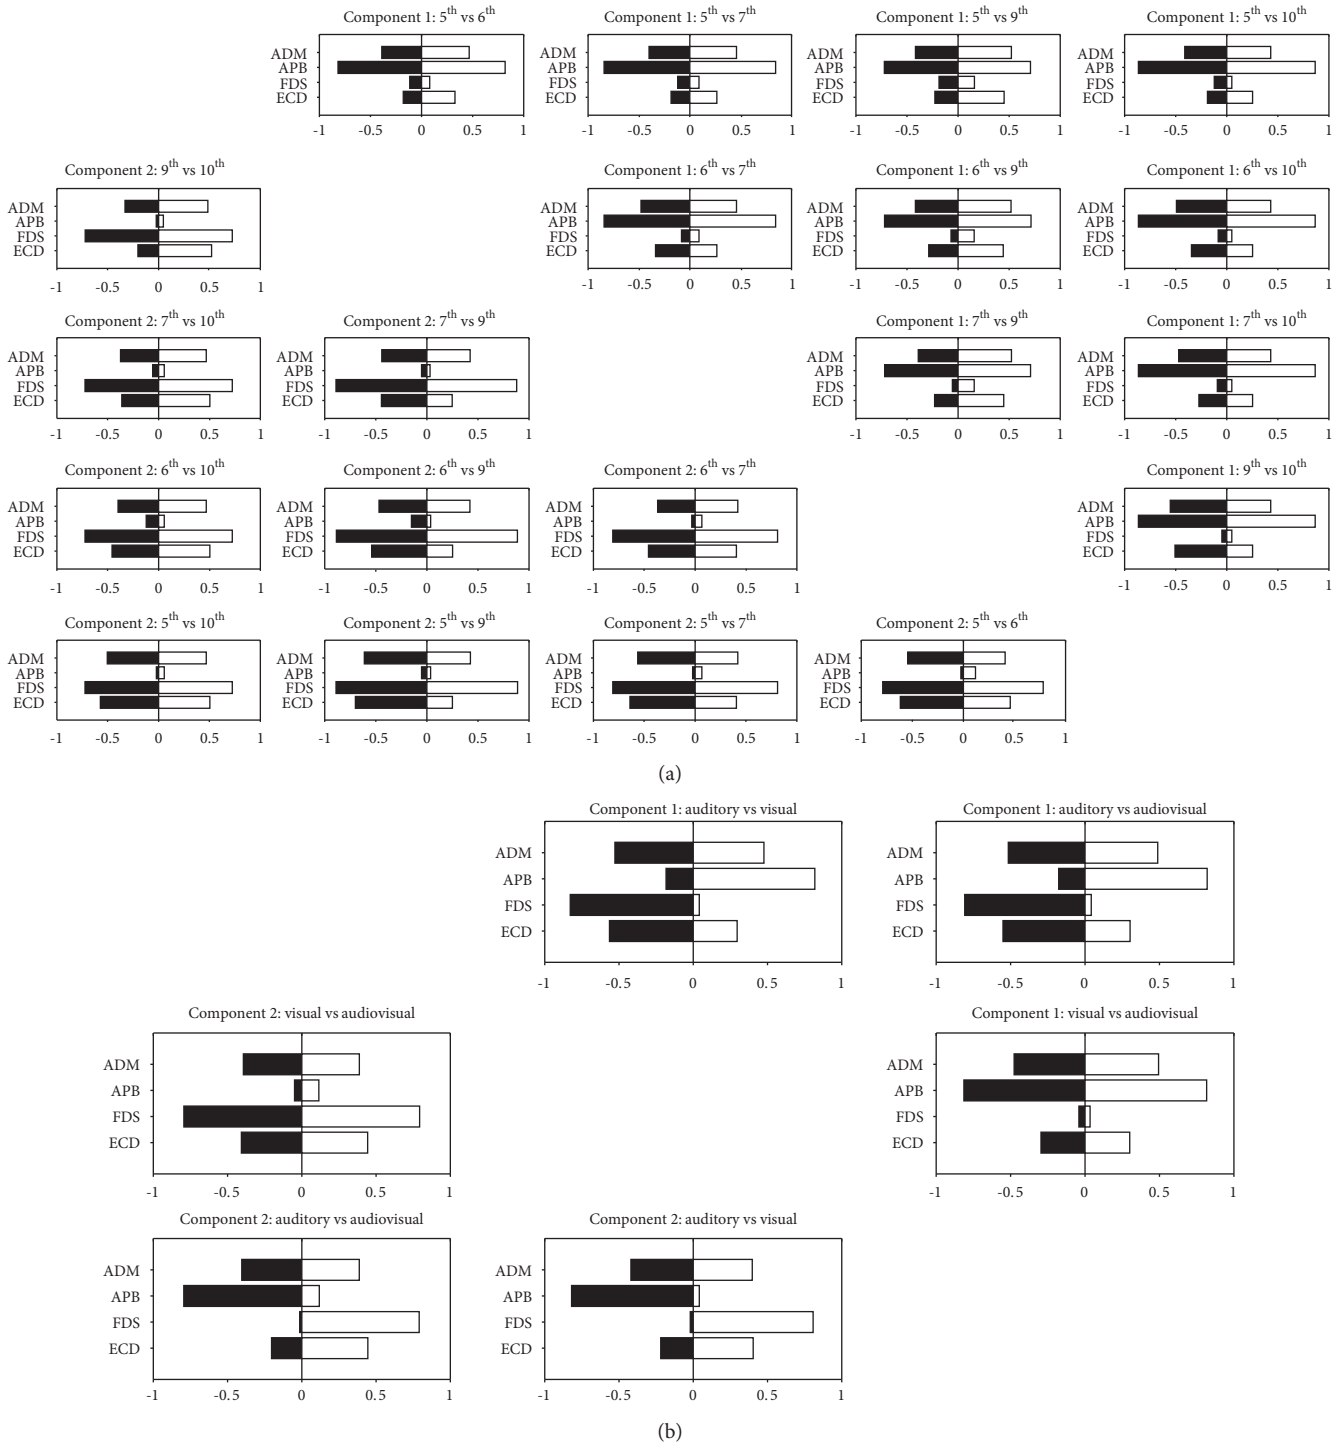 Component 1: 5th vs 6th
Component 1: 5th vs 7th
Component 1: 5th vs 9th
Component 1: 5th vs 10th
ADM
APB
FDS
ECD
-1 -0.5 0 0.5 1
ADM
APB
FDS
ECD
-1 -0.5 0 0.5 1
ADM
APB
FDS
ECD
-1 -0.5 0 0.5 1
ADM
APB
FDS
ECD
-1 -0.5 0 0.5 1
Component 2: 9th vs 10th
Component 1: 6th vs 7th
Component 1: 6th vs 9th
Component 1: 6th vs 10th
ADM
APB
FDS
ECD
-1 -0.5 0 0.5 1
ADM
APB
FDS
ECD
-1 -0.5 0 0.5 1
ADM
APB
FDS
ECD
-1 -0.5 0 0.5 1
ADM
APB
FDS
ECD
-1 -0.5 0 0.5 1
Component 2: 7th vs 10th
Component 2: 7th vs 9th
Component 1: 7th vs 9th
Component 1: 7th vs 10th
ADM
APB
FDS
ECD
-1 -0.5 0 0.5 1
ADM
APB
FDS
ECD
-1 -0.5 0 0.5 1
ADM
APB
FDS
ECD
-1 -0.5 0 0.5 1
ADM
APB
FDS
ECD
-1 -0.5 0 0.5 1
Component 2: 6th vs 10th
Component 2: 6th vs 9th
Component 2: 6th vs 7th
Component 1: 9th vs 10th
ADM
APB
FDS
ECD
-1 -0.5 0 0.5 1
ADM
APB
FDS
ECD
-1 -0.5 0 0.5 1
ADM
APB
FDS
ECD
-1 -0.5 0 0.5 1
ADM
APB
FDS
ECD
-1 -0.5 0 0.5 1
Component 2: 5th vs 10th
Component 2: 5th vs 9th
Component 2: 5th vs 7th
Component 2: 5th vs 6th
ADM
APB
FDS
ECD
-1 -0.5 0 0.5 1
ADM
APB
FDS
ECD
-1 -0.5 0 0.5 1
ADM
APB
FDS
ECD
-1 -0.5 0 0.5 1
ADM
APB
FDS
ECD
-1 -0.5 0 0.5 1
(a)
Component 1: auditory vs visual
Component 1: auditory vs audiovisual
ADM
APB
FDS
ECD
-1 -0.5 0 0.5 1
ADM
APB
FDS
ECD
-1 -0.5 0 0.5 1
Component 2: visual vs audiovisual
Component 1: visual vs audiovisual
ADM
APB
FDS
ECD
-1 -0.5 0 0.5 1
ADM
APB
FDS
ECD
-1 -0.5 0 0.5 1
Component 2: auditory vs audiovisual
Component 2: auditory vs visual
ADM
APB
FDS
ECD
-1 -0.5 0 0.5 1
ADM
APB
FDS
ECD
-1 -0.5 0 0.5 1
(b)